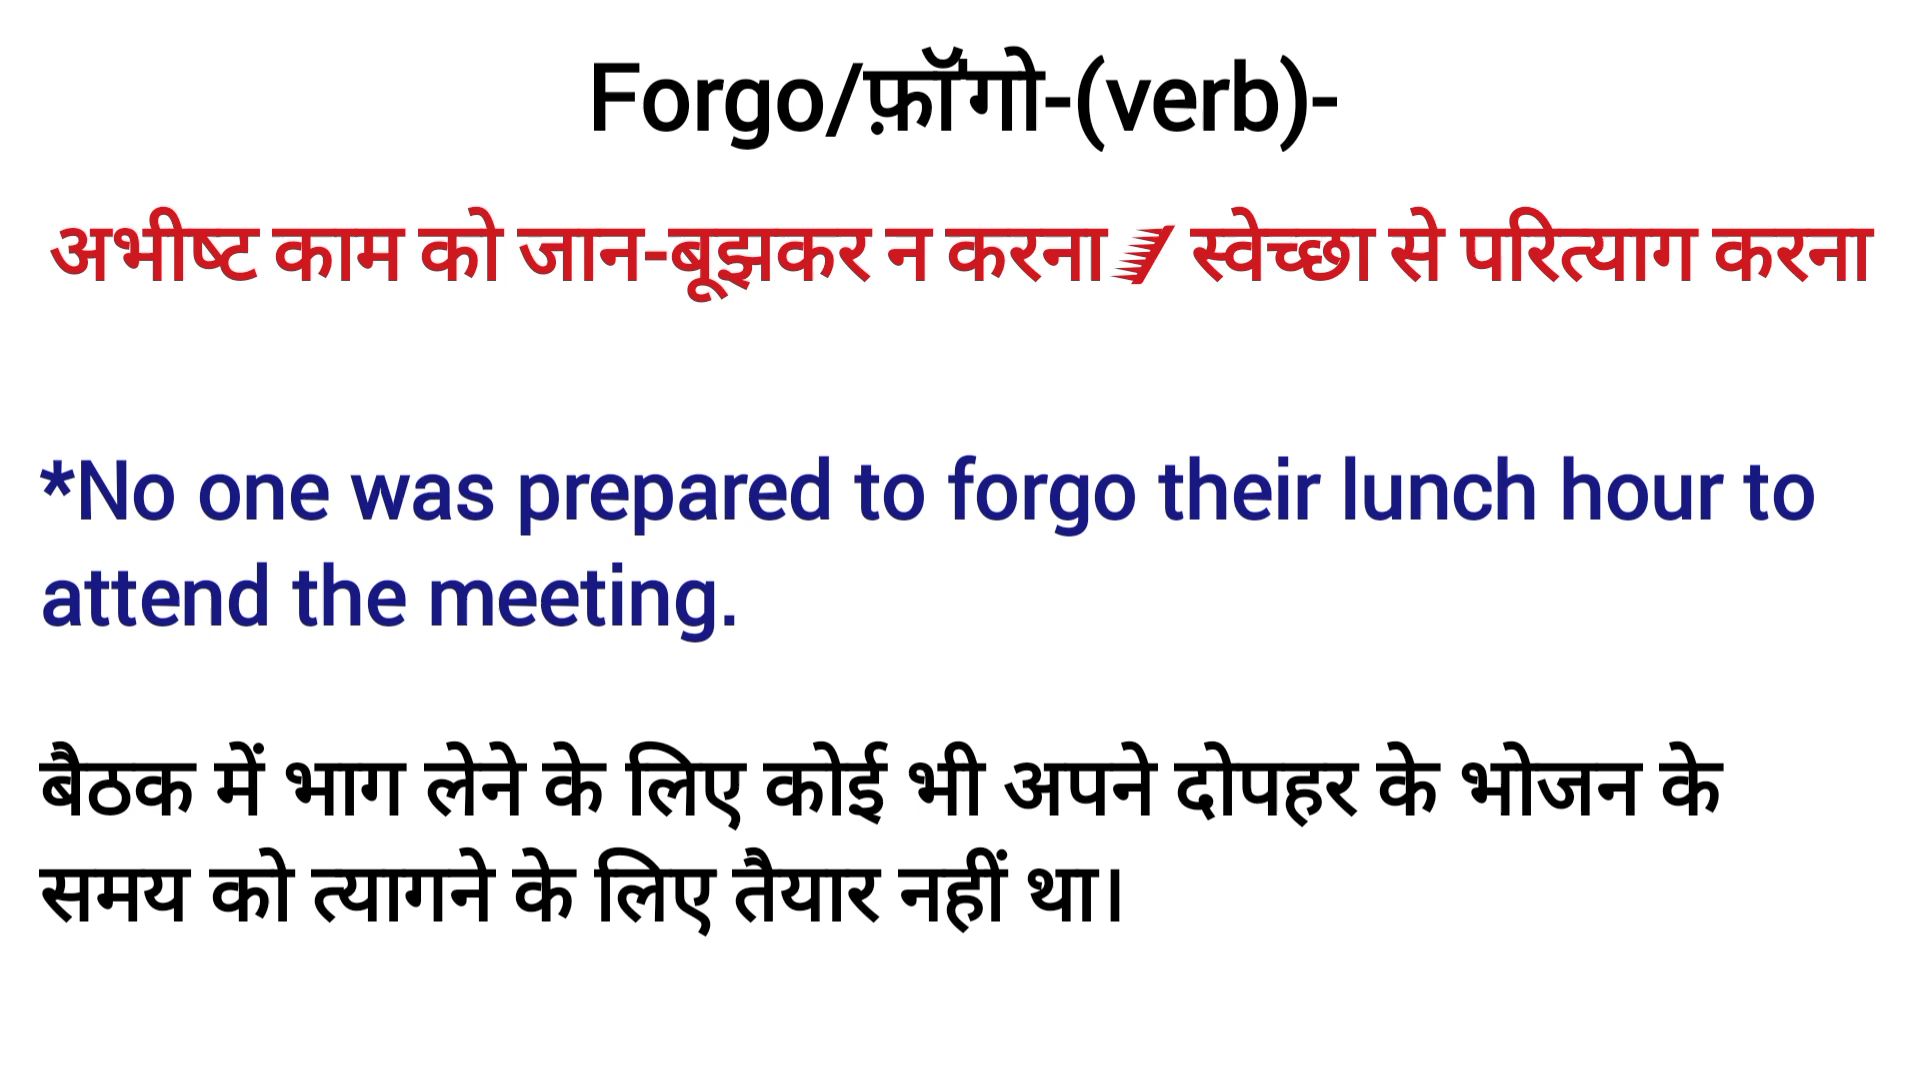 Forgo/फ़ॉ'गो-(verb)-
अभीष्ट काम को जान-बूझकर न करना / स्वेच्छा से परित्याग करना
*No one was prepared to forgo their lunch hour to
attend the meeting.
बैठक में भाग लेने के लिए कोई भी अपने दोपहर के भोजन के
समय को त्यागने के लिए तैयार नहीं था।